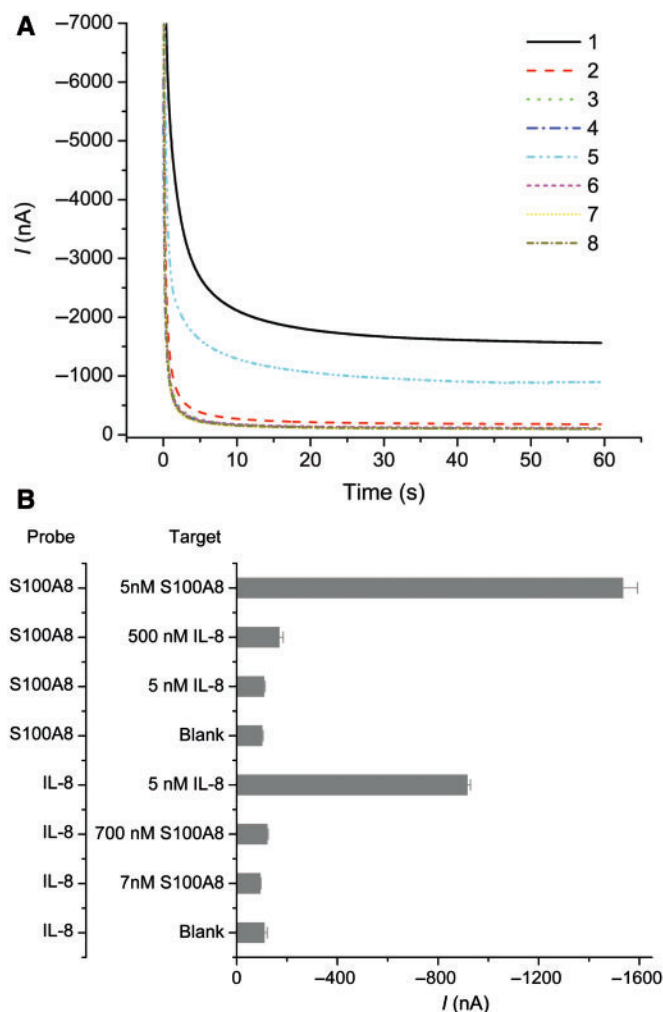 A
–7000
–6000
–5000
–4000
–3000
–2000
–1000
0
I (nA)
0 10 20 30 40 50 60
Time (s)
1
2
3
4
5
6
7
8
B
Probe Target
S100A8 5nM S100A8
S100A8 500 nM IL-8
S100A8 5 nM IL-8
S100A8 Blank
IL-8 5 nM IL-8
IL-8 700 nM S100A8
IL-8 7nM S100A8
IL-8 Blank
0 –400 –800 –1200 –1600
I (nA)